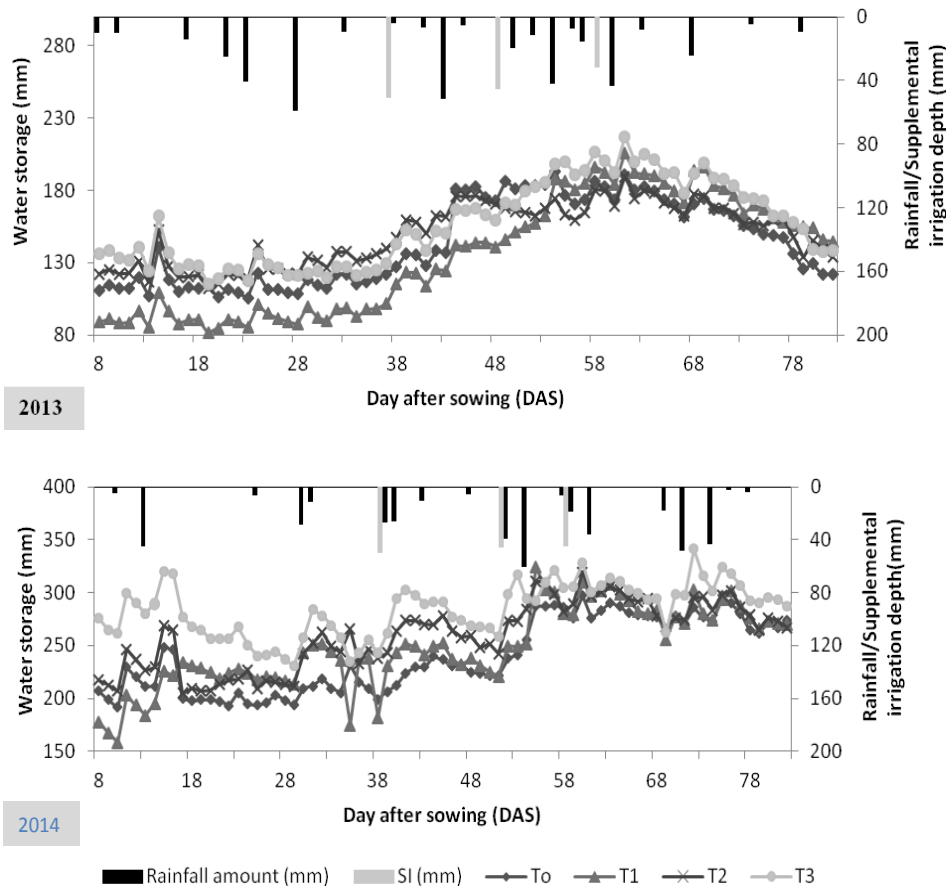 280
230
180
130
80
Water storage (mm)
0
40
80
120
160
200
Rainfall/Supplemental
irrigation depth (mm)
8 18 28 38 48 58 68 78
Day after sowing (DAS)
2013
400
350
300
250
200
150
Water storage (mm)
0
40
80
120
160
200
Rainfall/Supplemental
irrigation depth(mm)
8 18 28 38 48 58 68 78
Day after sowing (DAS)
2014
Rainfall amount (mm) SI (mm) To T1 T2 T3